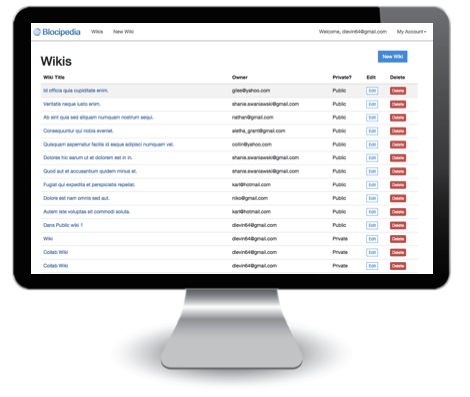 Blocipedia Wikis New Wiki Welcome, dlevin64@gmail.com My Account
Wikis New Wiki
Wiki Title Owner Private? Edit Delete
Id officia quia cupiditate enim. giles@yahoo.com Public Edit Delete
Veritatis neque iusto enim. shania.swaniawski@gmail.com Public Edit Delete
Ab sint quia sed aliquam numquam nostrum sequi. nathan@gmail.com Public Edit Delete
Consequuntur qui nobis eveniet. aletha_grant@gmail.com Public Edit Delete
Quisquam aspernatur facilis id eaque adipisci numquam vel. collin@yahoo.com Public Edit Delete
Dolores hic earum ut et dolorem est in in. shania.swaniawski@gmail.com Public Edit Delete
Quod aut et accusantium quidem minus et. shania.swaniawski@gmail.com Public Edit Delete
Fugiat qui expedita et perspiciatis repellat. karl@hotmail.com Public Edit Delete
Dolore est nam omnis sed aut. niko@gmail.com Public Edit Delete
Autem iste voluptas sit commodi soluta. karl@hotmail.com Public Edit Delete
Dans Public wiki 1 dlevin64@gmail.com Public Edit Delete
Wiki dlevin64@gmail.com Private Edit Delete
Collab Wiki dlevin64@gmail.com Private Edit Delete
Collab Wiki dlevin64@gmail.com Private Edit Delete